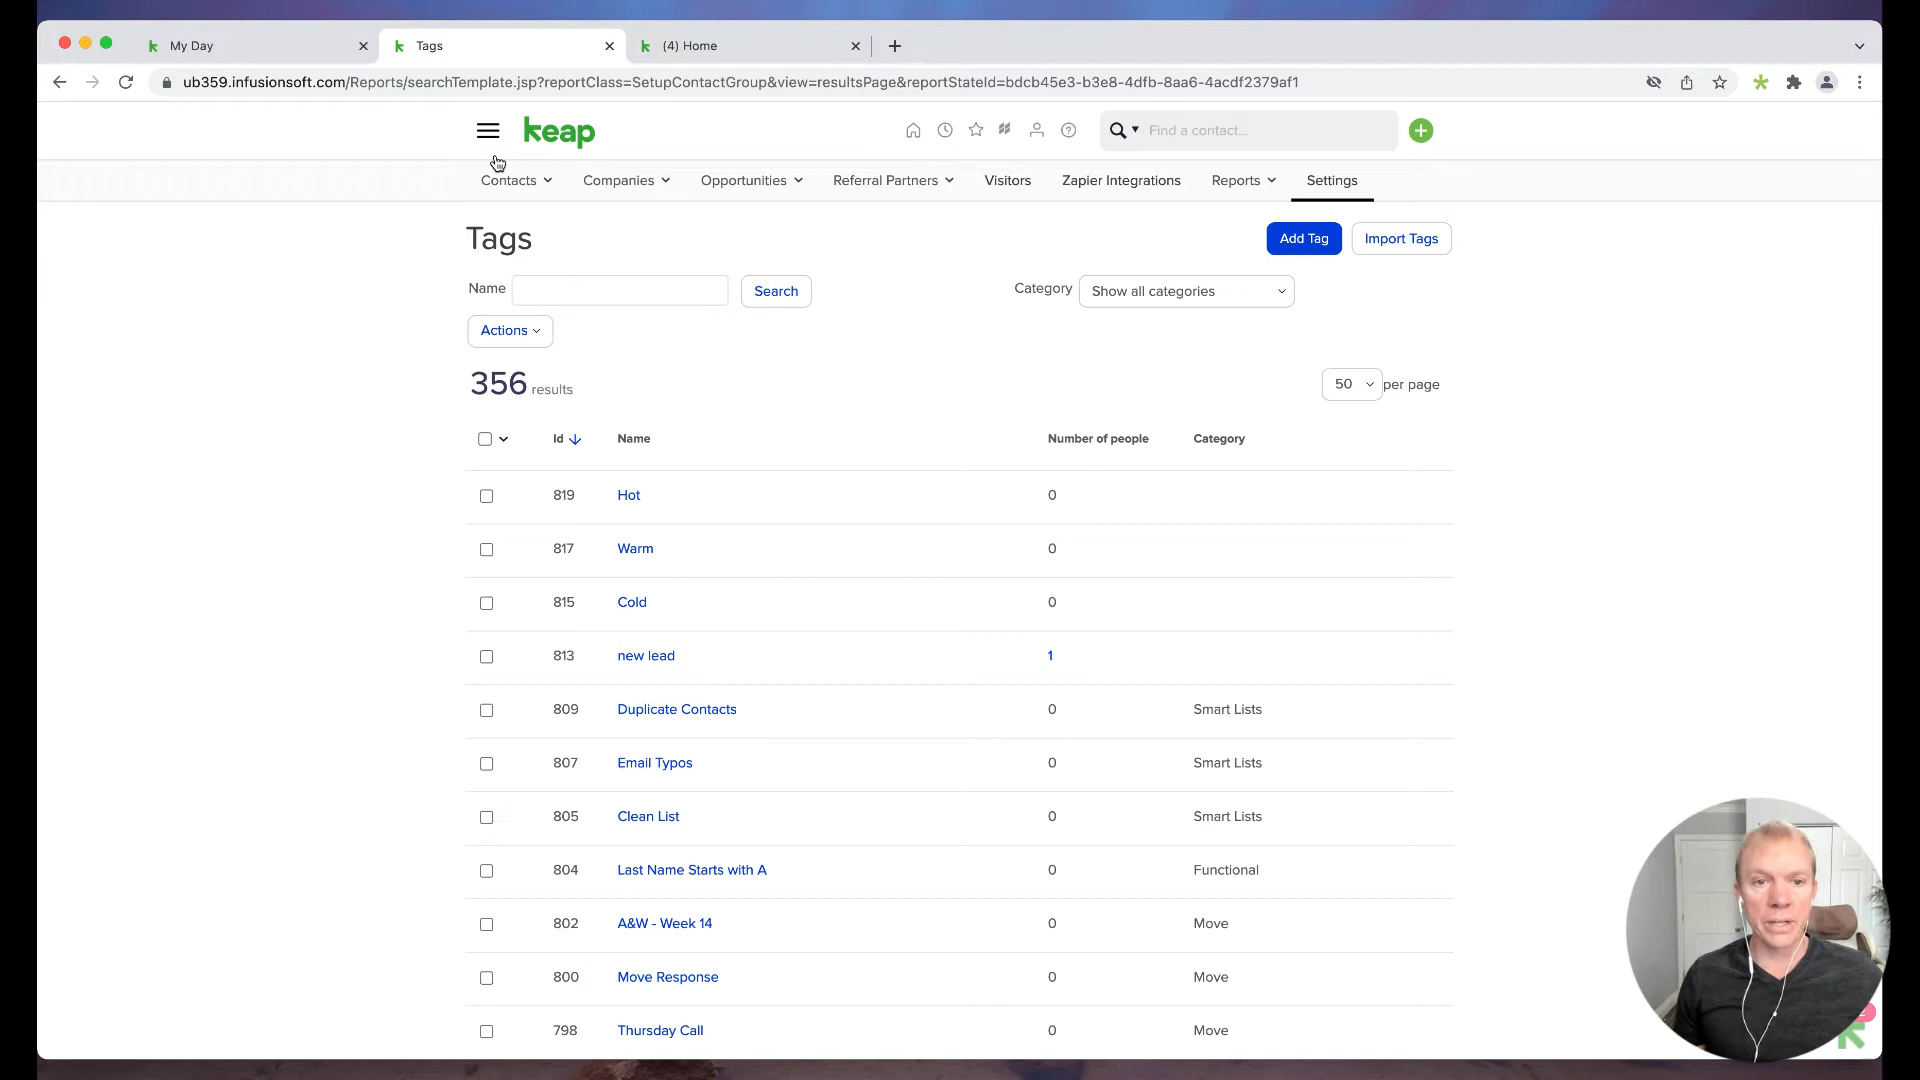 My Day
Tags
(4) Home
ub359.infusionsoft.com/Reports/searchTemplate.jsp?reportClass=SetupContactGroup&view=resultsPage&reportStateId=bdcb45e3-b3e8-4dfb-8aa6-4acdf2379af1
keap
Find a contact...
Contacts Companies Opportunities Referral Partners Visitors Zapier Integrations Reports Settings
Tags
Add Tag Import Tags
Name Search Category Show all categories
Actions
356 results
50 per page
Id Name Number of people Category
819 Hot 0
817 Warm 0
815 Cold 0
813 new lead 1
809 Duplicate Contacts 0 Smart Lists
807 Email Typos 0 Smart Lists
805 Clean List 0 Smart Lists
804 Last Name Starts with A 0 Functional
802 A&W - Week 14 0 Move
800 Move Response 0 Move
798 Thursday Call 0 Move